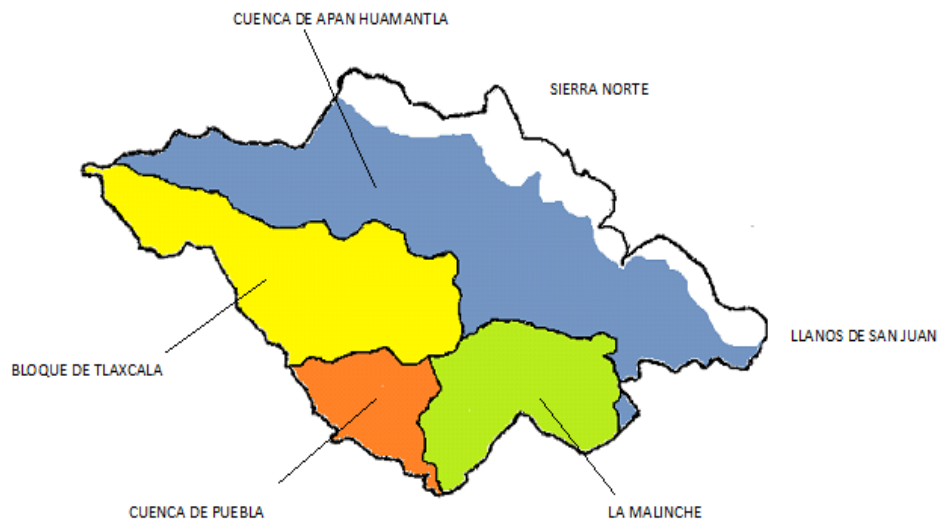 CUENCA DE APAN HUAMANTLA
SIERRA NORTE
LLANOS DE SAN JUAN
BLOQUE DE TLAXCALA
CUENCA DE PUEBLA
LA MALINCHE